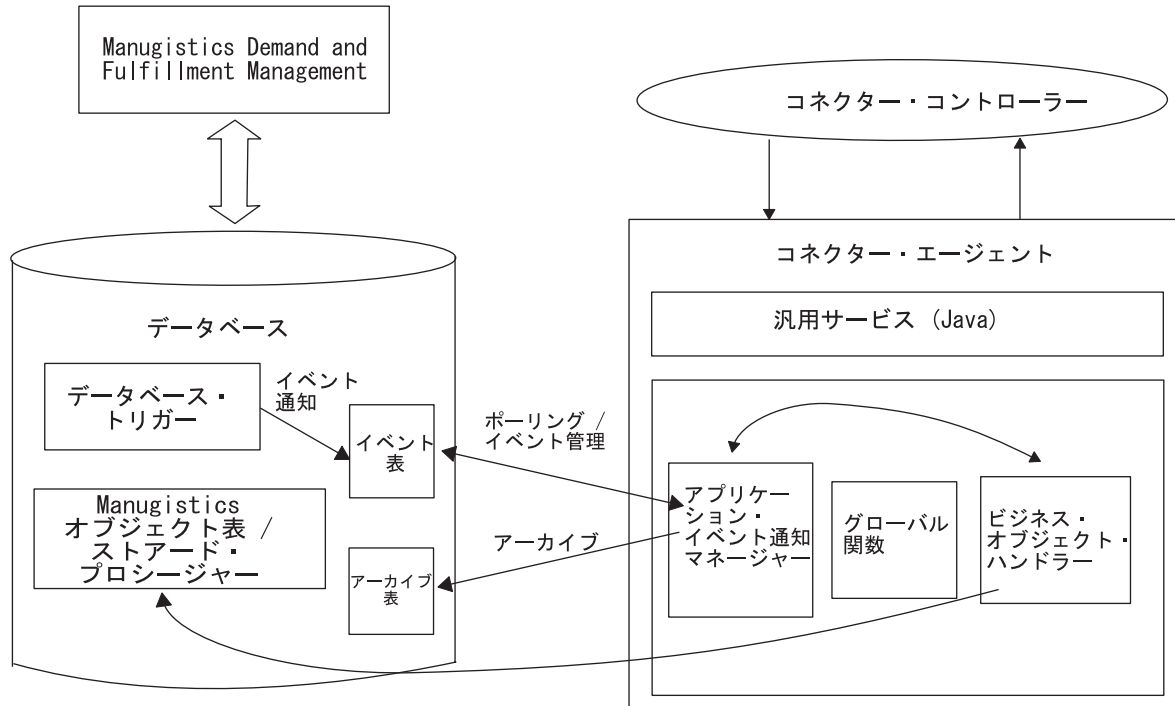 Manugistics Demand and
Fulfillment Management
コネクター・コントローラー
コネクター・エージェント
汎用サービス (Java)
データベース
データベース・
トリガー
イベント
通知
イベント
表
ポーリング /
イベント管理
Manugistics
オブジェクト表 /
ストアード・
プロシージャー
アーカイブ
アーカイブ
表
アプリケー
ション・
イベント通知
マネージャー
グローバル
関数
ビジネス・
オブジェクト・
ハンドラー